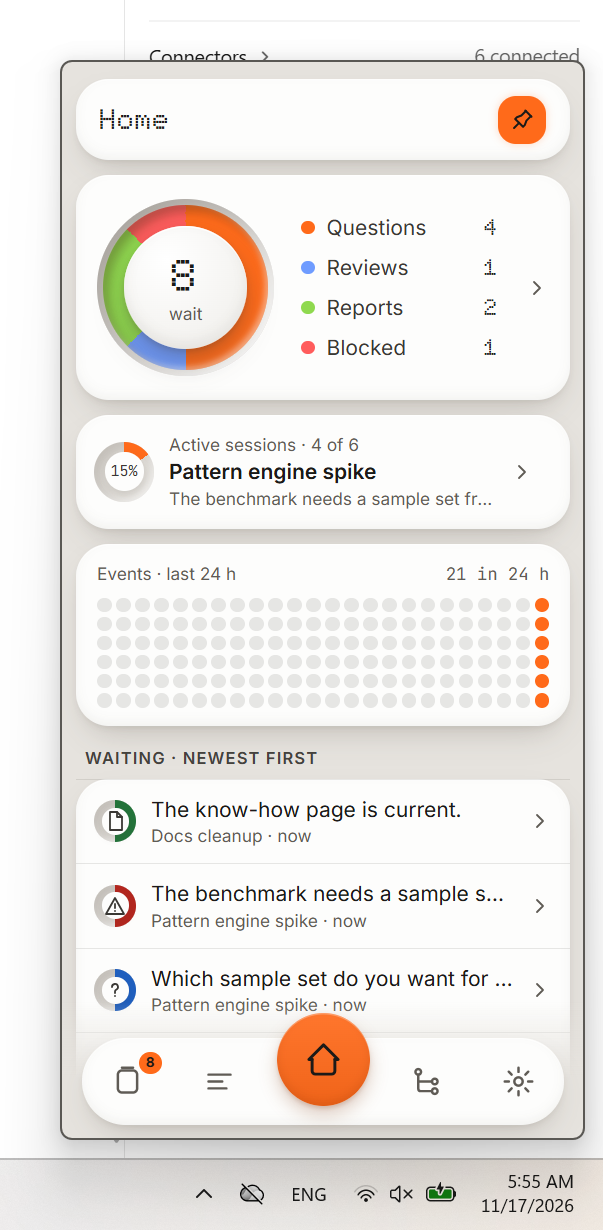 Connectors
6 connected
Home
8
wait
Questions 4
Reviews 1
Reports 2
Blocked 1
15%
Active sessions · 4 of 6
Pattern engine spike
The benchmark needs a sample set fr...
Events · last 24 h
21 in 24 h
WAITING · NEWEST FIRST
The know-how page is current.
Docs cleanup · now
The benchmark needs a sample s...
Pattern engine spike · now
?
Which sample set do you want for ...
Pattern engine spike · now
8
ENG
5:55 AM
11/17/2026